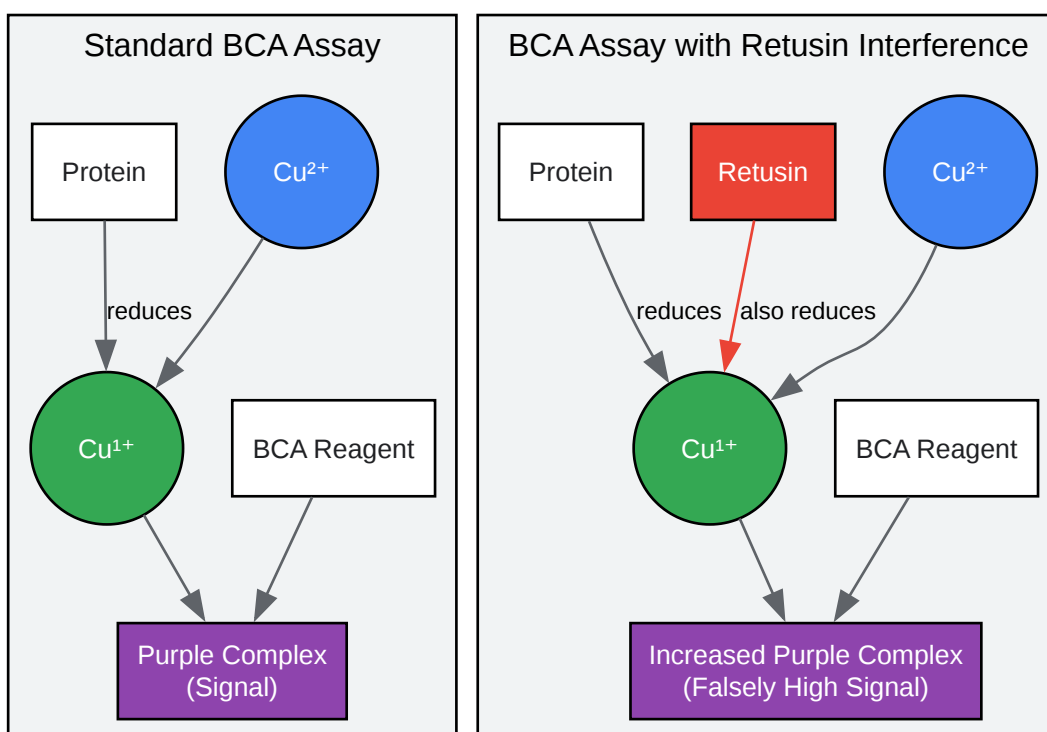 Standard BCA Assay
Protein
Cu²⁺
reduces
Cu¹⁺
BCA Reagent
Purple Complex
(Signal)
BCA Assay with Retusin Interference
Protein
Retusin
Cu²⁺
reduces
also reduces
Cu¹⁺
BCA Reagent
Increased Purple Complex
(Falsely High Signal)